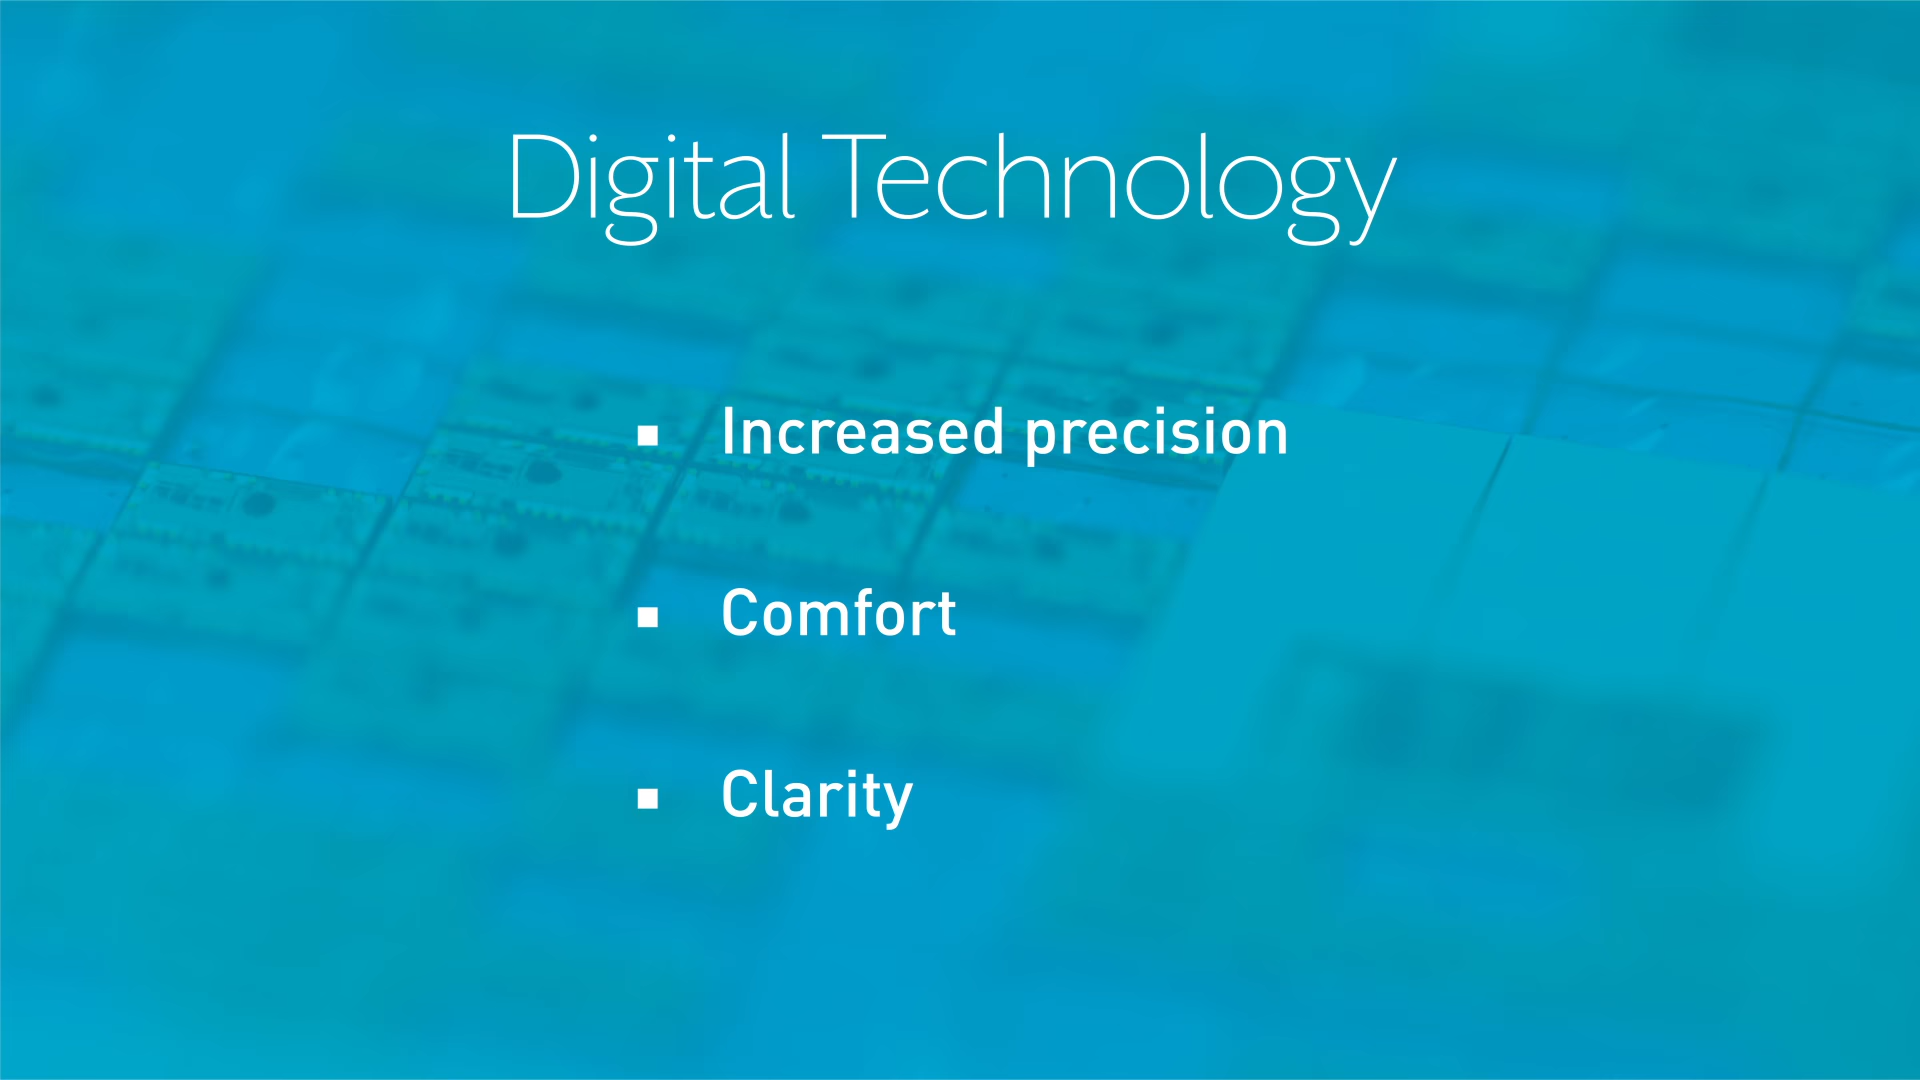 Digital Technology
▪ Increased precision
▪ Comfort
▪ Clarity